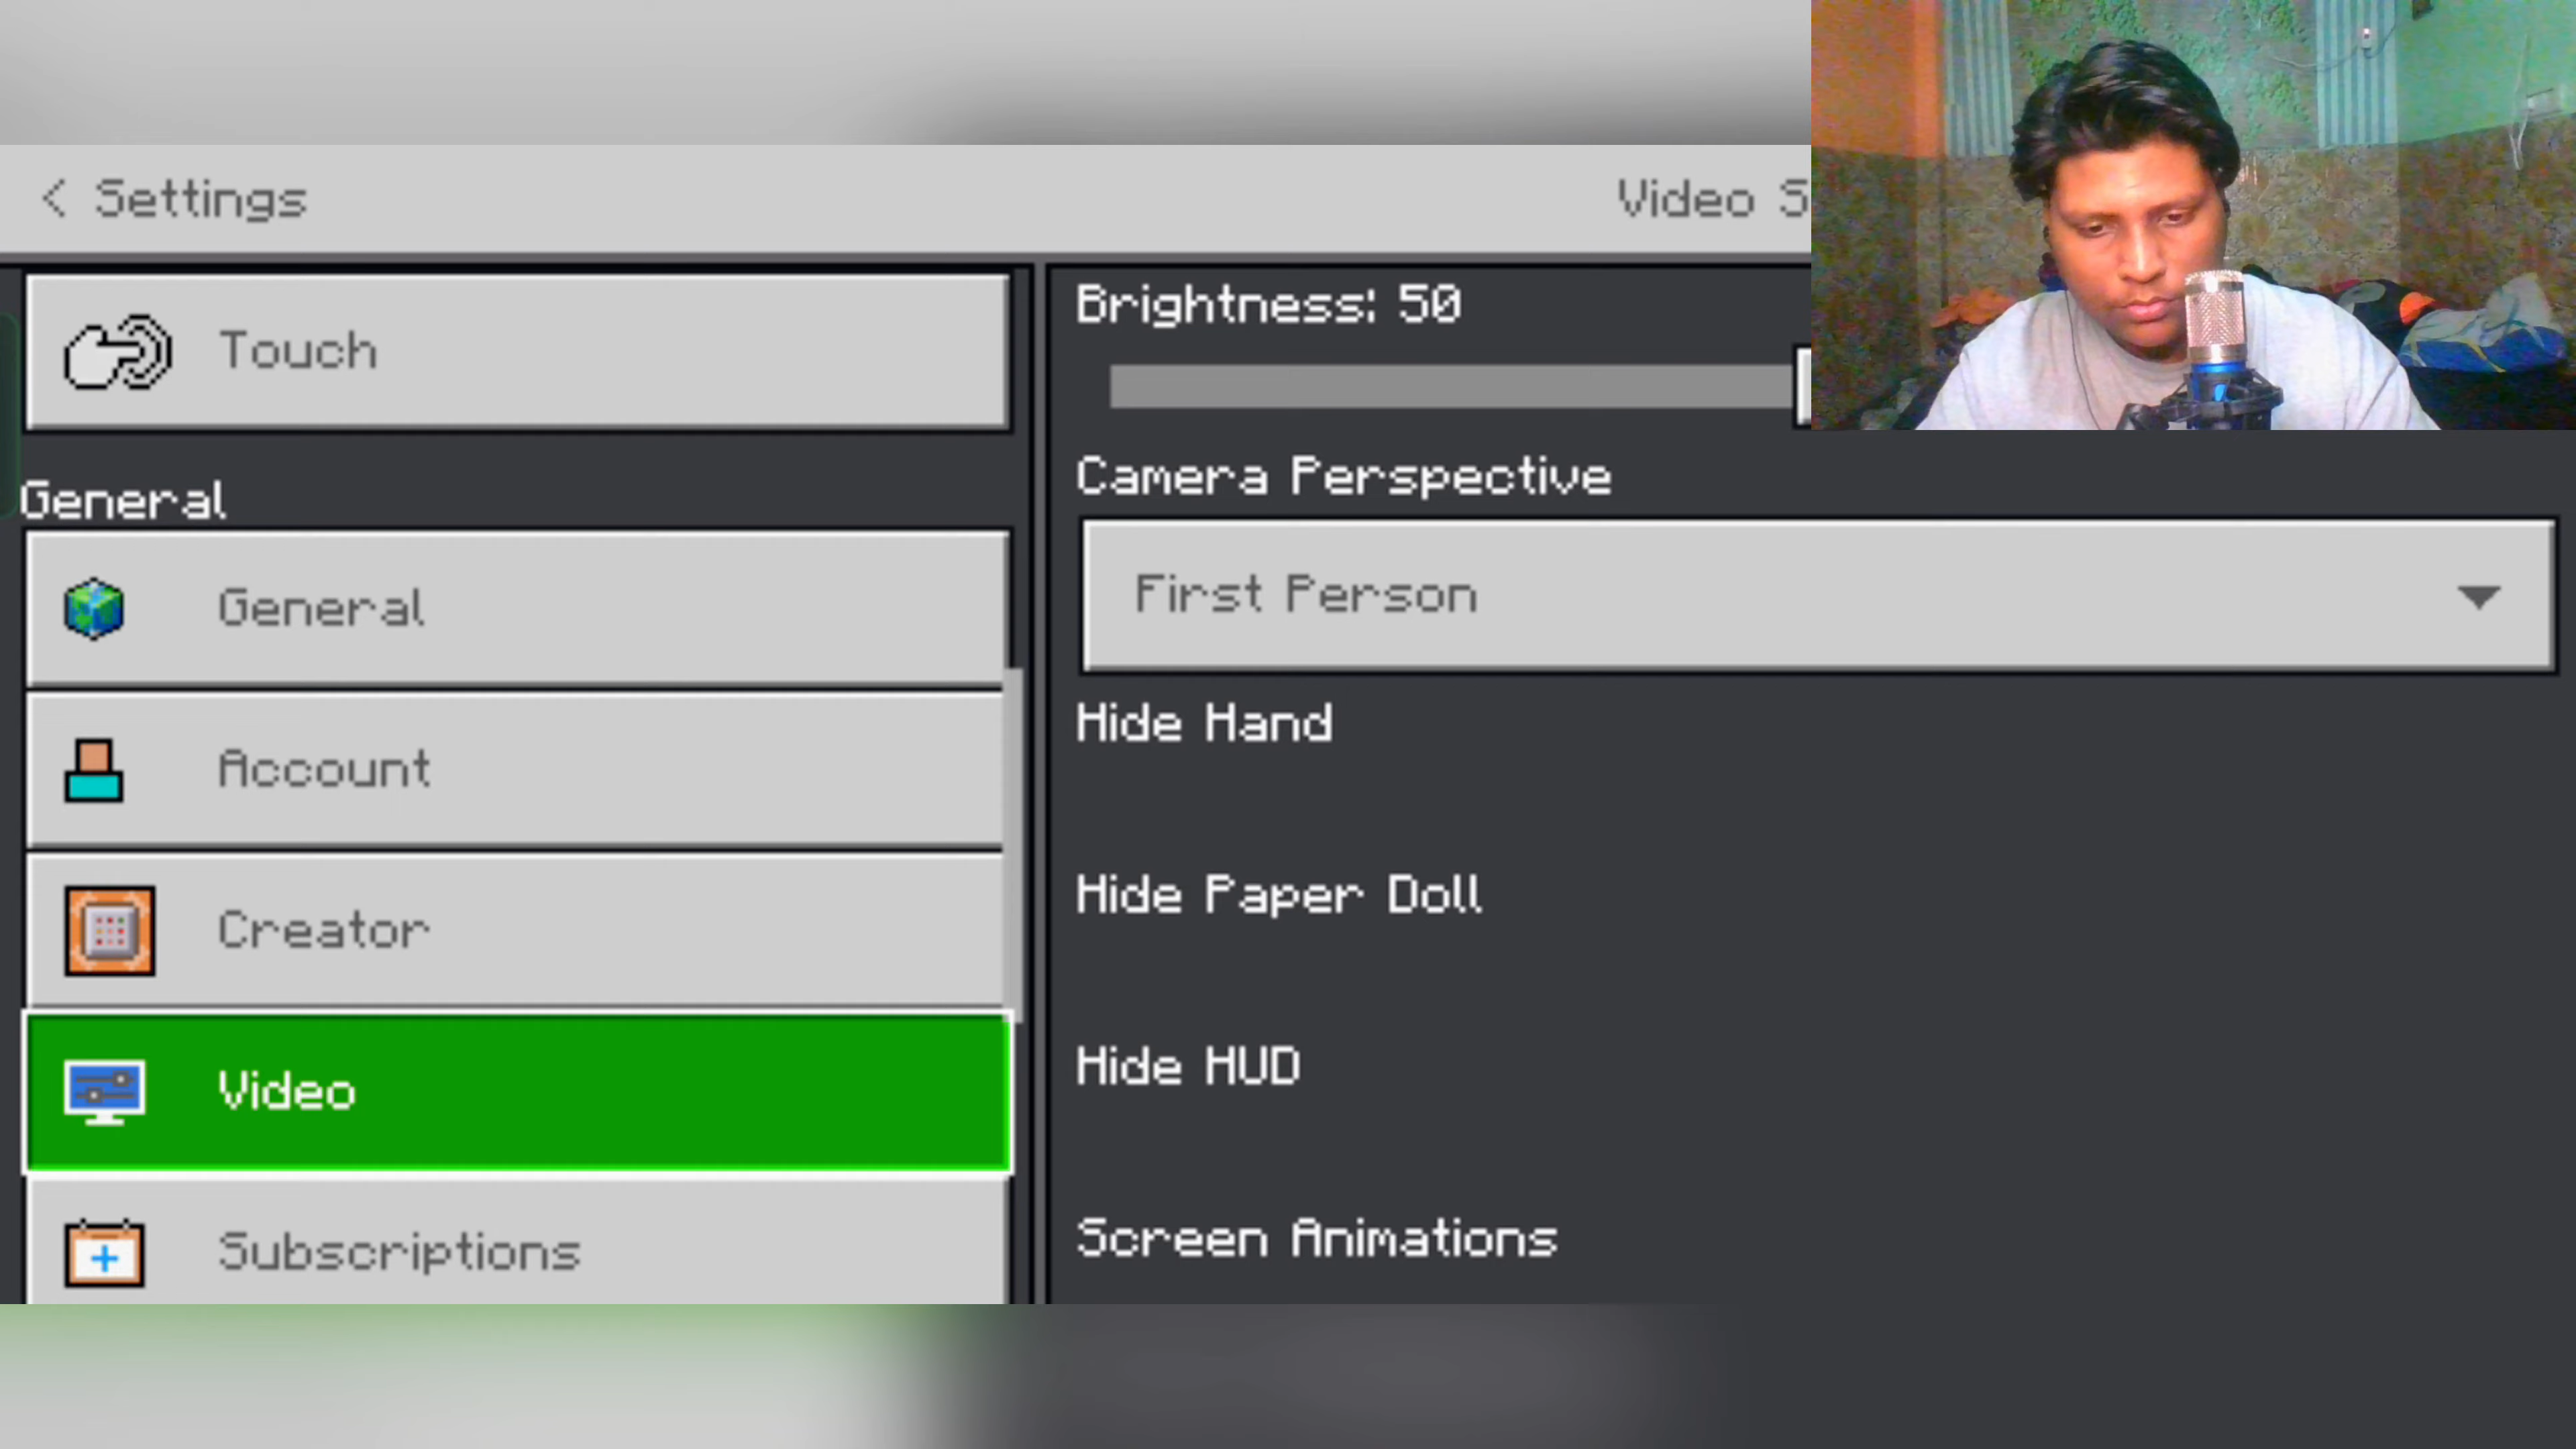 < Settings
Video S
Touch
General
General
Account
Creator
Video
Subscriptions
Brightness: 50
Camera Perspective
First Person
Hide Hand
Hide Paper Doll
Hide HUD
Screen Animations